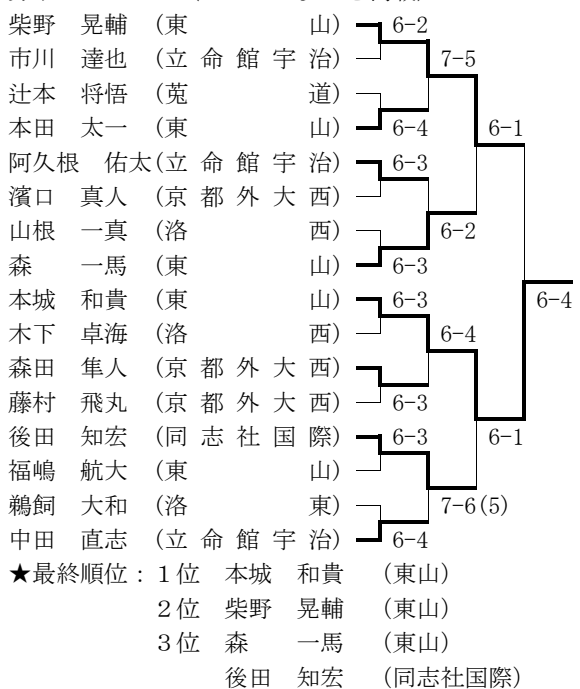 柴野 晃輔 (東 山) 6-2
市川 達也 (立命館宇治) 7-5
辻本 将悟 (莵 道)
本田 太一 (東 山) 6-4 6-1
阿久根 佑太(立命館宇治) 6-3
濱口 真人 (京都外大西)
山根 一真 (洛 西) 6-2
森 一馬 (東 山) 6-3
本城 和貴 (東 山) 6-3 6-4
木下 卓海 (洛 西) 6-4
森田 隼人 (京都外大西)
藤村 飛丸 (京都外大西) 6-3
後田 知宏 (同志社国際) 6-3 6-1
福嶋 航大 (東 山)
鵜飼 大和 (洛 東) 7-6(5)
中田 直志 (立命館宇治) 6-4
★最終順位：1位 本城 和貴 (東山)
2位 柴野 晃輔 (東山)
3位 森 一馬 (東山)
後田 知宏 (同志社国際)